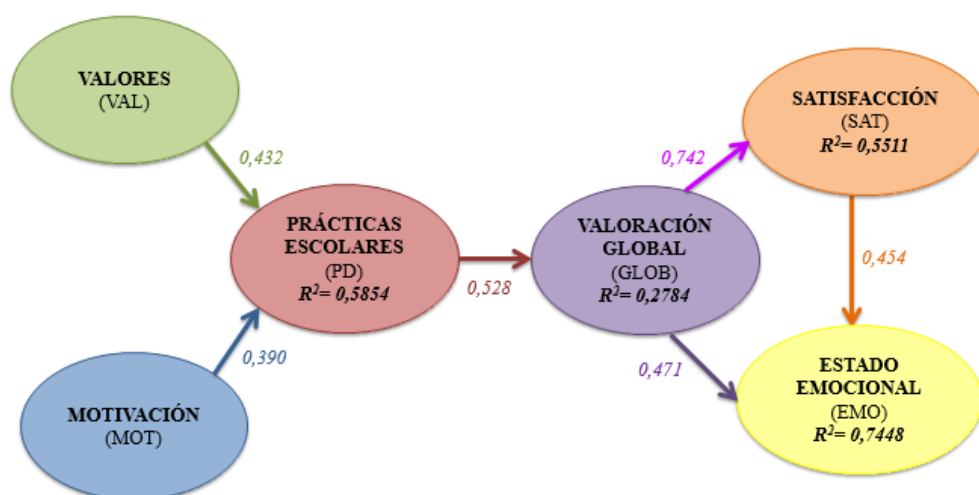 VALORES
(VAL)
0,432
MOTIVACIÓN
(MOT)
0,390
PRÁCTICAS
ESCOLARES
(PD)
R²= 0,5854
0,528
VALORACIÓN
GLOBAL
(GLOB)
R²= 0,2784
0,742
0,471
SATISFACCIÓN
(SAT)
R²= 0,5511
0,454
ESTADO
EMOCIONAL
(EMO)
R²= 0,7448